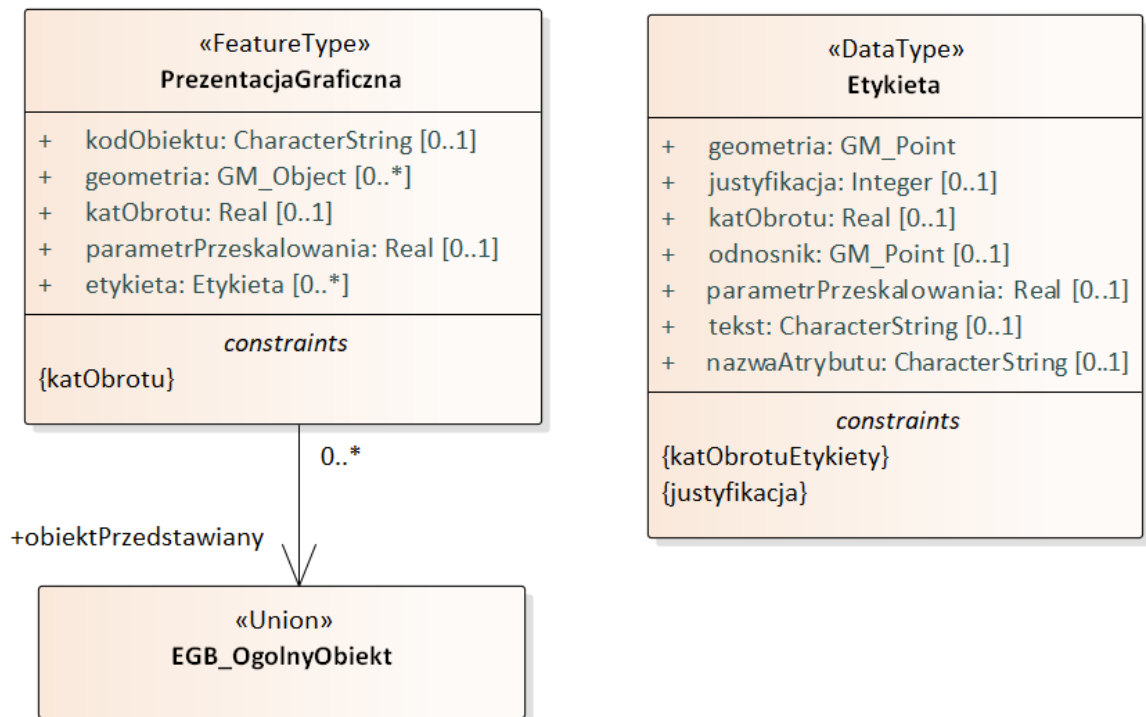 «FeatureType»
PrezentacjaGraficzna
+ kodObiektu: CharacterString [0..1]
+ geometria: GM_Object [0..*]
+ katObrotu: Real [0..1]
+ parametrPrzeskalowania: Real [0..1]
+ etykieta: Etykieta [0..*]
constraints
{katObrotu}
0..*
+obiektPrzedstawiany
«Union»
EGB_OgolnyObiekt
«DataType»
Etykieta
+ geometria: GM_Point
+ justyfikacja: Integer [0..1]
+ katObrotu: Real [0..1]
+ odnosnik: GM_Point [0..1]
+ parametrPrzeskalowania: Real [0..1]
+ tekst: CharacterString [0..1]
+ nazwaAtrybutu: CharacterString [0..1]
constraints
{katObrotuEtykiety}
{justyfikacja}